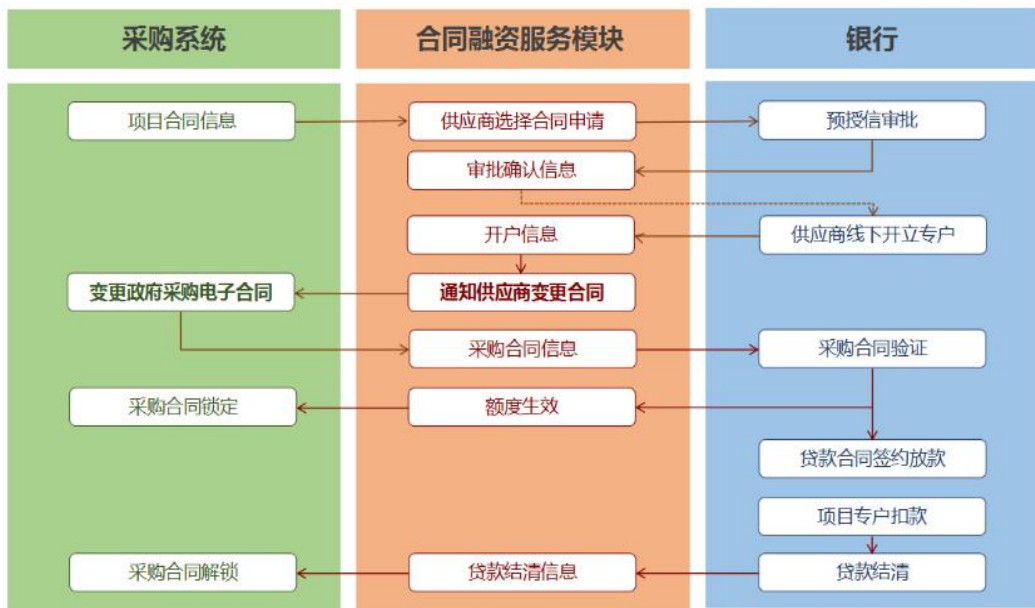 采购系统
合同融资服务模块
银行
项目合同信息
供应商选择合同申请
预授信审批
审批确认信息
开户信息
供应商线下开立专户
变更政府采购电子合同
通知供应商变更合同
采购合同信息
采购合同验证
采购合同锁定
额度生效
贷款合同签约放款
项目专户扣款
采购合同解锁
贷款结清信息
贷款结清